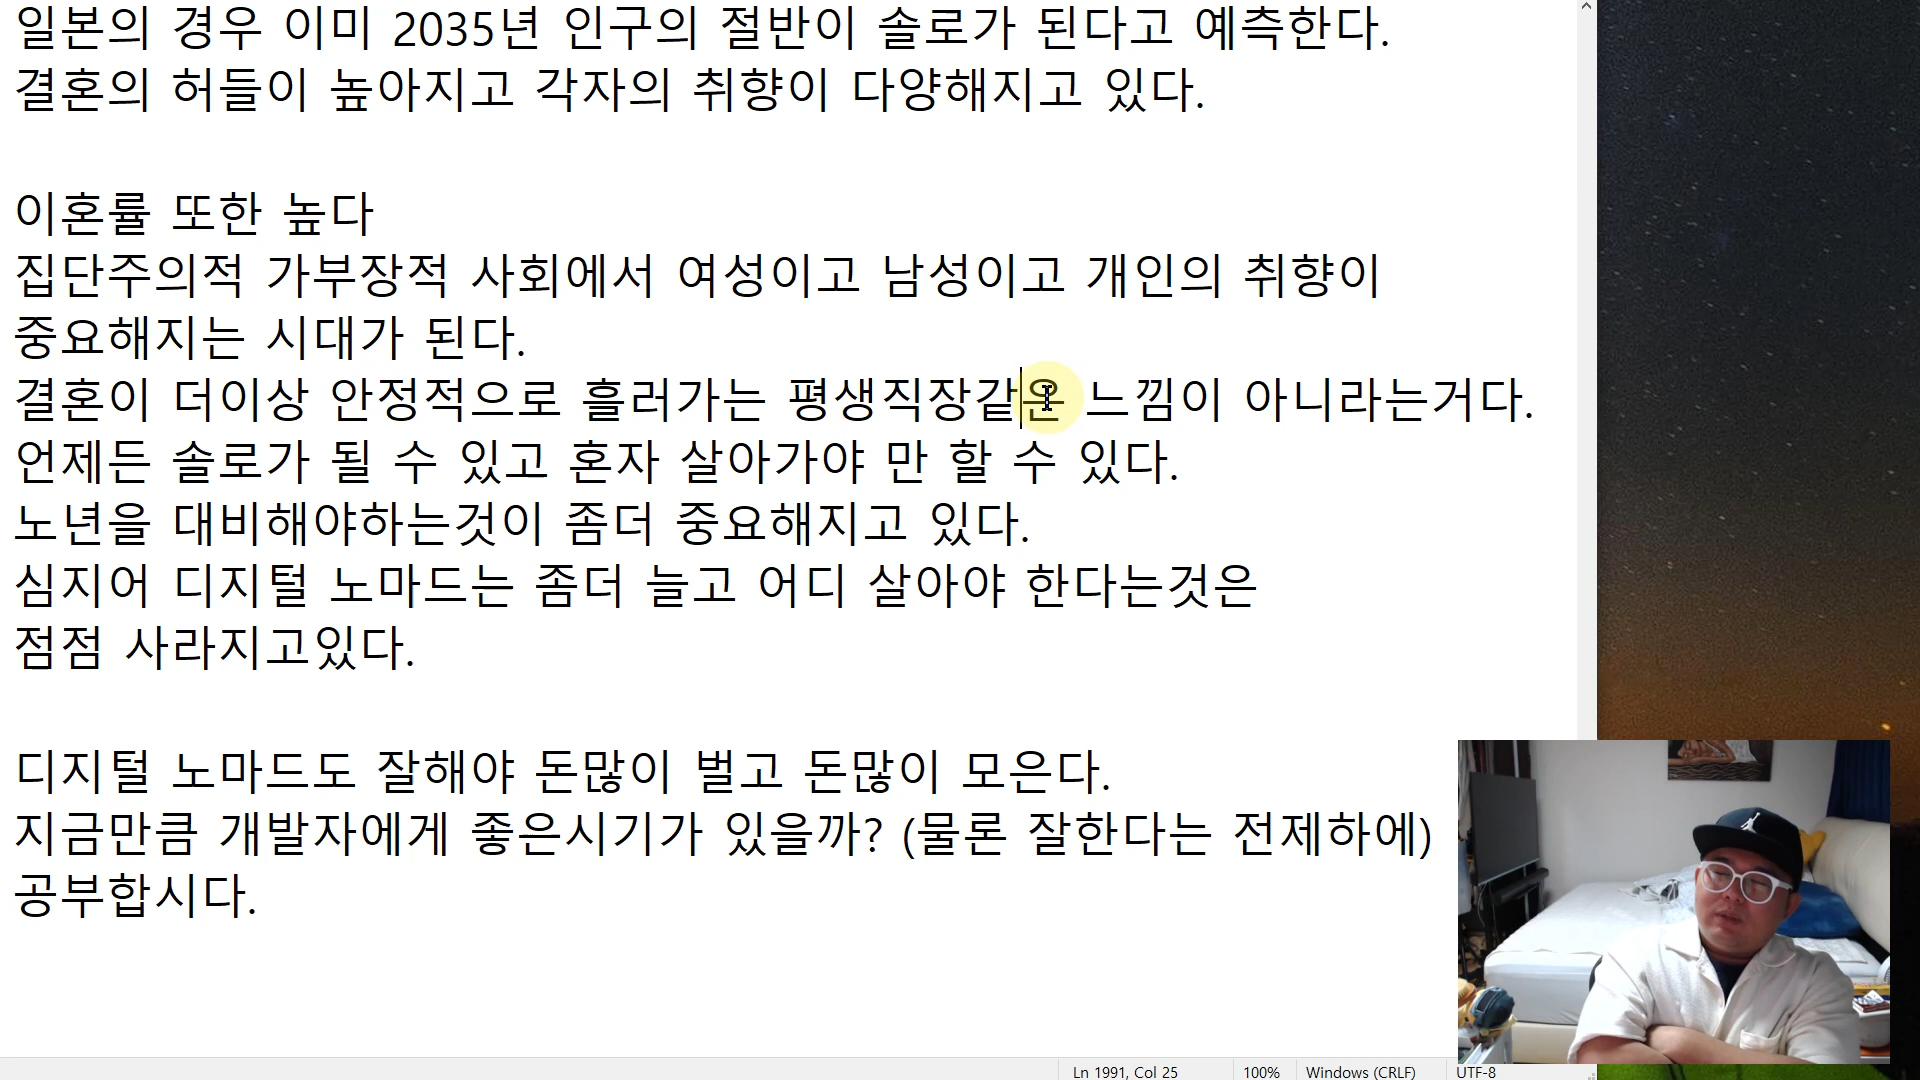 일본의 경우 이미 2035년 인구의 절반이 솔로가 된다고 예측한다.
결혼의 허들이 높아지고 각자의 취향이 다양해지고 있다.
이혼률 또한 높다
집단주의적 가부장적 사회에서 여성이고 남성이고 개인의 취향이
중요해지는 시대가 된다.
결혼이 더이상 안정적으로 흘러가는 평생직장같은 느낌이 아니라는거다.
언제든 솔로가 될 수 있고 혼자 살아가야 만 할 수 있다.
노년을 대비해야하는것이 좀더 중요해지고 있다.
심지어 디지털 노마드는 좀더 늘고 어디 살아야 한다는것은
점점 사라지고있다.
디지털 노마드도 잘해야 돈많이 벌고 돈많이 모은다.
지금만큼 개발자에게 좋은시기가 있을까? (물론 잘한다는 전제하에)
공부합시다.
Ln 1991, Col 25 100% Windows (CRLF) UTF-8